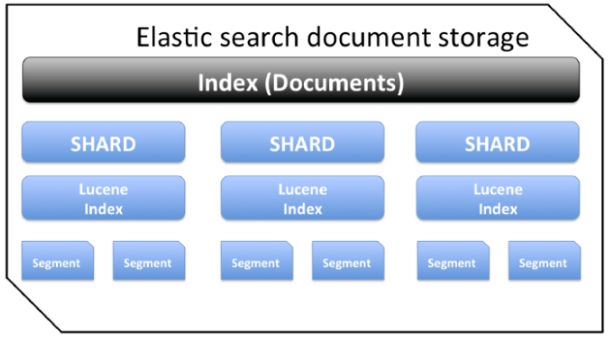 Elastic search document storage
Index (Documents)
SHARD SHARD SHARD
Lucene Lucene Lucene
Index Index Index
Segment Segment Segment Segment Segment Segment